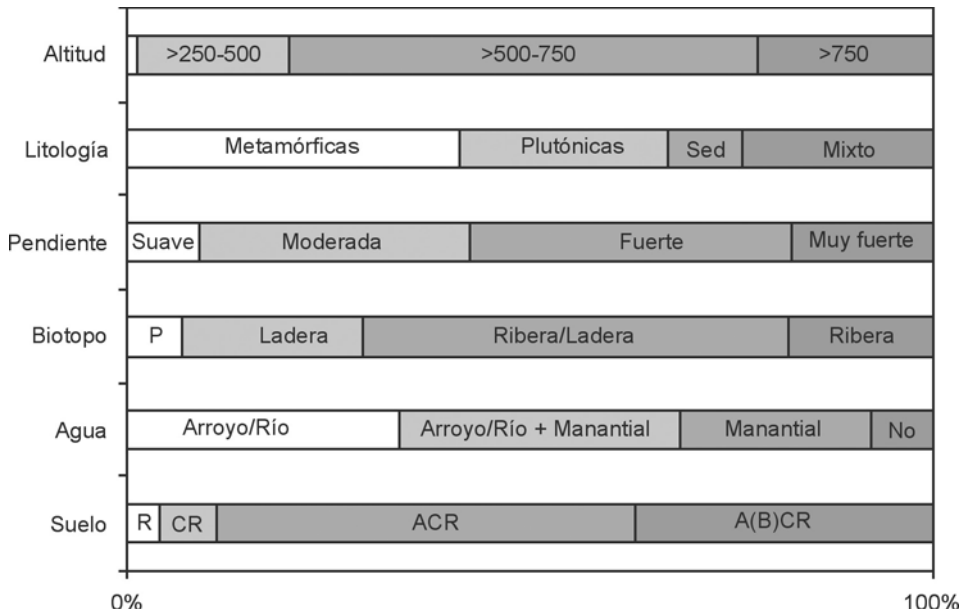 Altitud >250-500 >500-750 >750
Litología Metamórficas Plutónicas Sed Mixto
Pendiente Suave Moderada Fuerte Muy fuerte
Biotopo P Ladera Ribera/Ladera Ribera
Agua Arroyo/Río Arroyo/Río + Manantial Manantial No
Suelo R CR ACR A(B)CR
0% 100%